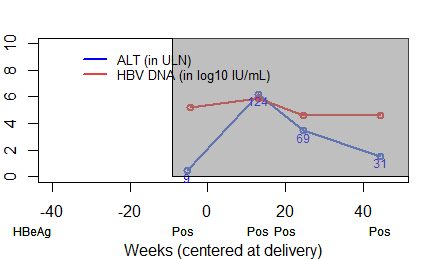 10
8
6
4
2
0
ALT (in ULN)
HBV DNA (in log10 IU/mL)
9
124
69
31
-40 -20 0 20 40
HBeAg Pos Pos Pos Pos
Weeks (centered at delivery)